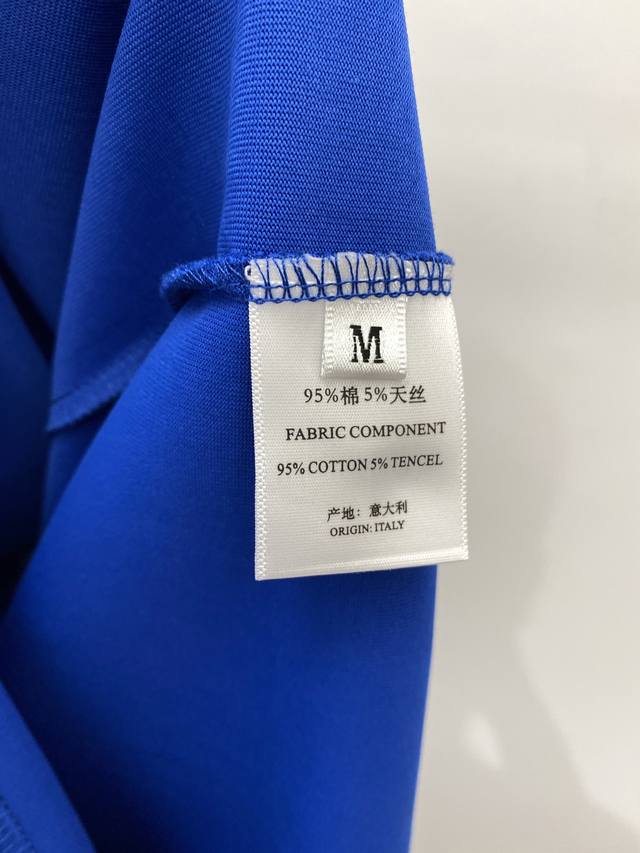 M
95%棉 5%天丝
FABRIC COMPONENT
95% COTTON 5% TENCEL
产地：意大利
ORIGIN: ITALY